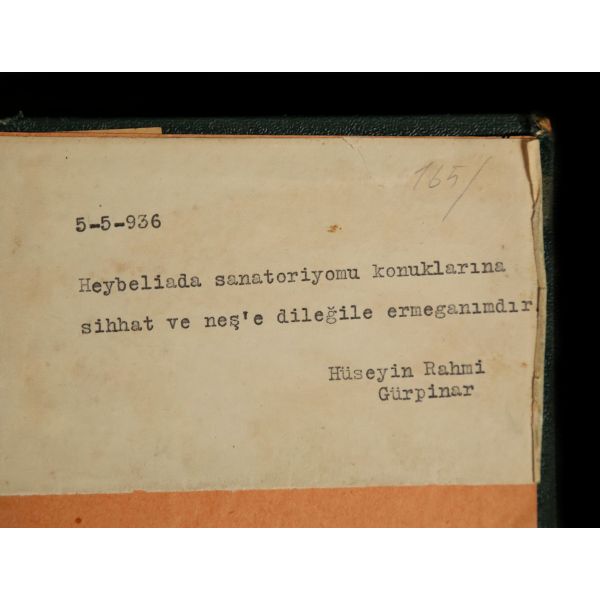 165/
5-5-936
Heybeliada sanatoriyomu konuklarına
sihhat ve neş'e dileğile ermeganımdır.
Hüseyin Rahmi
Gürpinar